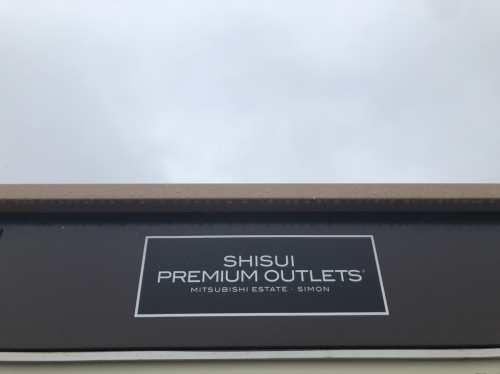 SHISUI
PREMIUM OUTLETS®
MITSUBISHI ESTATE · SIMON